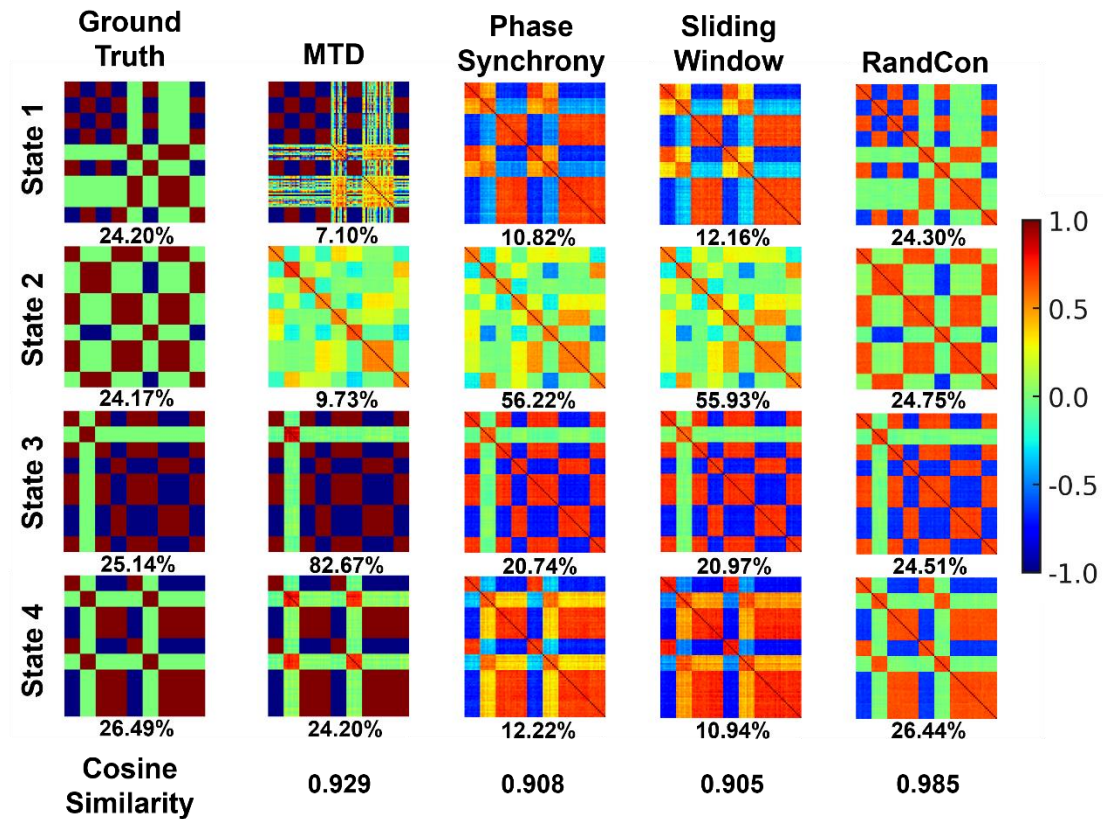 Ground
Truth
MTD
Phase
Synchrony
Sliding
Window
RandCon
State 1
24.20%
7.10%
10.82%
12.16%
24.30%
State 2
24.17%
9.73%
56.22%
55.93%
24.75%
State 3
25.14%
82.67%
20.74%
20.97%
24.51%
State 4
26.49%
24.20%
12.22%
10.94%
26.44%
1.0
0.5
0.0
-0.5
-1.0
Cosine
Similarity
0.929
0.908
0.905
0.985